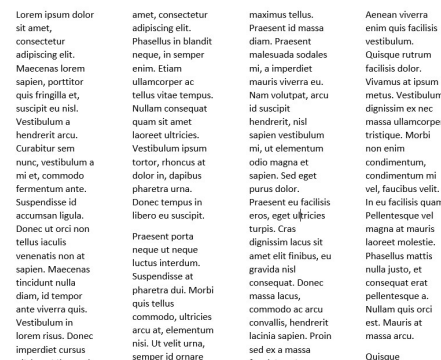 Lorem ipsum dolor
sit amet,
consectetur
adipiscing elit.
Maecenas lorem
sapien, porttitor
quis fringilla et,
suscipit eu nisl.
Vestibulum a
hendrerit arcu.
Curabitur sem
nunc, vestibulum a
mi et, commodo
fermentum ante.
Suspendisse id
accumsan ligula.
Donec ut orci non
tellus iaculis
venenatis non at
sapien. Maecenas
tincidunt nulla
diam, id tempor
ante viverra quis.
Vestibulum in
lorem risus. Donec
imperdiet cursus
amet, consectetur
adipiscing elit.
Phasellus in blandit
neque, in semper
enim. Etiam
ullamcorper ac
tellus vitae tempus.
Nullam consequat
quam sit amet
laoreet ultricies.
Vestibulum ipsum
tortor, rhoncus at
dolor in, dapibus
pharetra urna.
Donec tempus in
libero eu suscipit.
Praesent porta
neque ut neque
luctus interdum.
Suspendisse at
pharetra dui. Morbi
quis tellus
commodo, ultricies
arcu at, elementum
nisi. Ut velit urna,
semper id ornare
maximus tellus.
Praesent id massa
diam. Praesent
malesuada sodales
mi, a imperdiet
mauris viverra eu.
Nam volutpat, arcu
id suscipit
hendrerit, nisl
sapien vestibulum
mi, ut elementum
odio magna et
sapien. Sed eget
purus dolor.
Praesent eu facilisis
eros, eget ultricies
turpis. Cras
dignissim lacus sit
amet elit finibus, eu
gravida nisl
consequat. Donec
massa lacus,
commodo ac arcu
convallis, hendrerit
lacinia sapien. Proin
sed ex a massa
Aenean viverra
enim quis facilisis
vestibulum.
Quisque rutrum
facilisis dolor.
Vivamus at ipsum
metus. Vestibulum
dignissim ex nec
massa ullamcorper
tristique. Morbi
non enim
condimentum,
condimentum mi
vel, faucibus velit.
In eu facilisis quam
Pellentesque vel
magna at mauris
laoreet molestie.
Phasellus mattis
nulla justo, et
consequat erat
pellentesque a.
Nullam quis orci
est. Mauris at
massa arcu.
Quisque